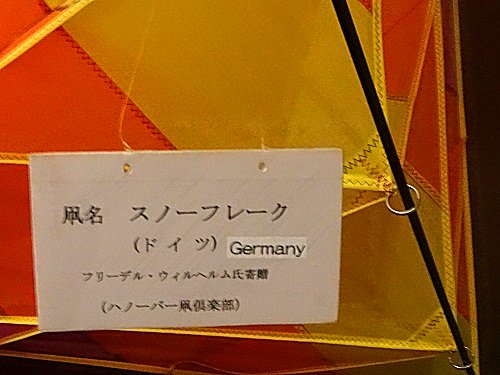 凧名 スノーフレーク
(ドイツ) Germany
フリーデル・ウィルヘルム氏寄贈
(ハノーバー凧倶楽部)